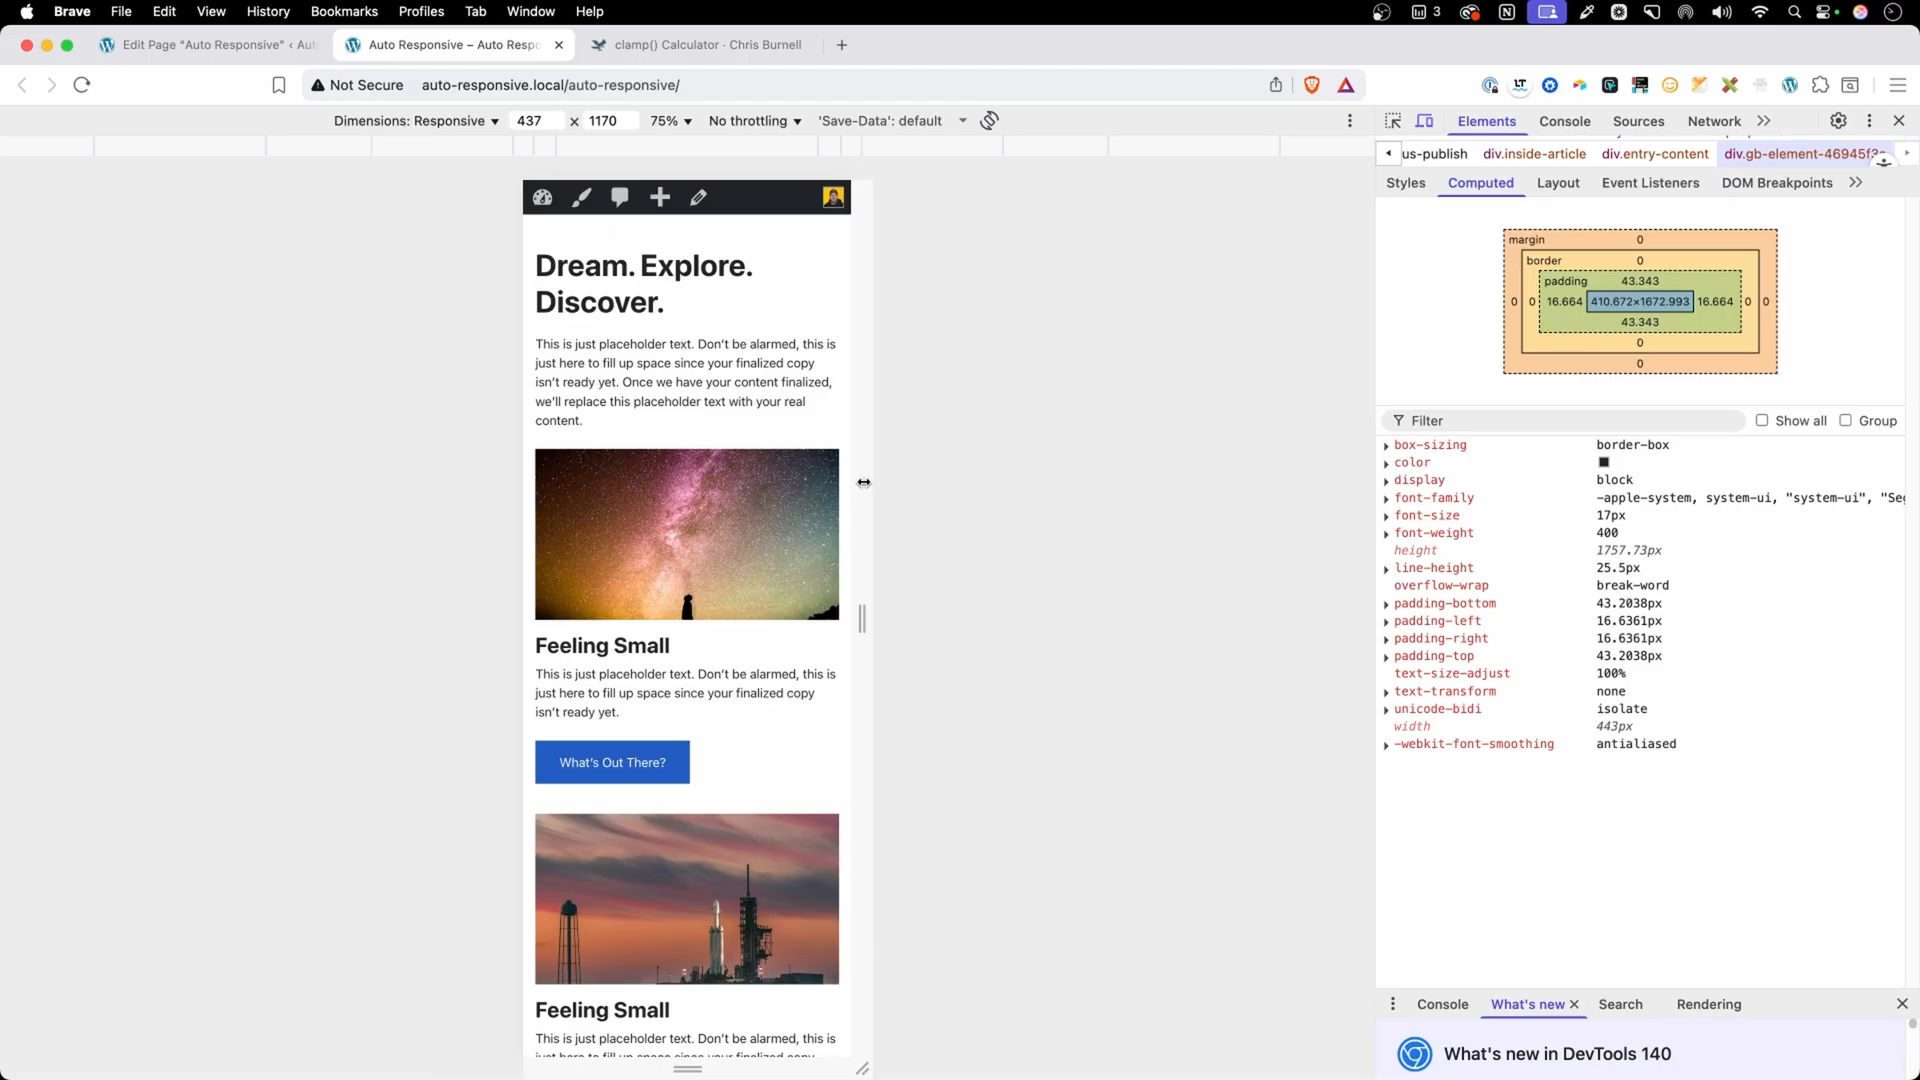 Brave File Edit View History Bookmarks Profiles Tab Window Help 3
Edit Page “Auto Responsive” ‹ Aut
Auto Responsive – Auto Respo
clamp() Calculator · Chris Burnell
Not Secure auto-responsive.local/auto-responsive/
Dimensions: Responsive 437 x 1170 75% No throttling 'Save-Data': default
Elements Console Sources Network
us-publish div.inside-article div.entry-content div.gb-element-46945f3
Styles Computed Layout Event Listeners DOM Breakpoints
margin 0
border 0
padding 43.343
0 0 16.664 410.672×1672.993 16.664 0 0
43.343
0
0
Filter Show all Group
box-sizing border-box
color
display block
font-family -apple-system, system-ui, "system-ui", "Se
font-size 17px
font-weight 400
height 1757.73px
line-height 25.5px
overflow-wrap break-word
padding-bottom 43.2038px
padding-left 16.6361px
padding-right 16.6361px
padding-top 43.2038px
text-size-adjust 100%
text-transform none
unicode-bidi isolate
width 443px
-webkit-font-smoothing antialiased
Console What's new Search Rendering
What's new in DevTools 140
Dream. Explore.
Discover.
This is just placeholder text. Don’t be alarmed, this is
just here to fill up space since your finalized copy
isn’t ready yet. Once we have your content finalized,
we’ll replace this placeholder text with your real
content.
Feeling Small
This is just placeholder text. Don’t be alarmed, this is
just here to fill up space since your finalized copy
isn’t ready yet.
What’s Out There?
Feeling Small
This is just placeholder text. Don’t be alarmed, this is
just here to fill up space since your finalized copy